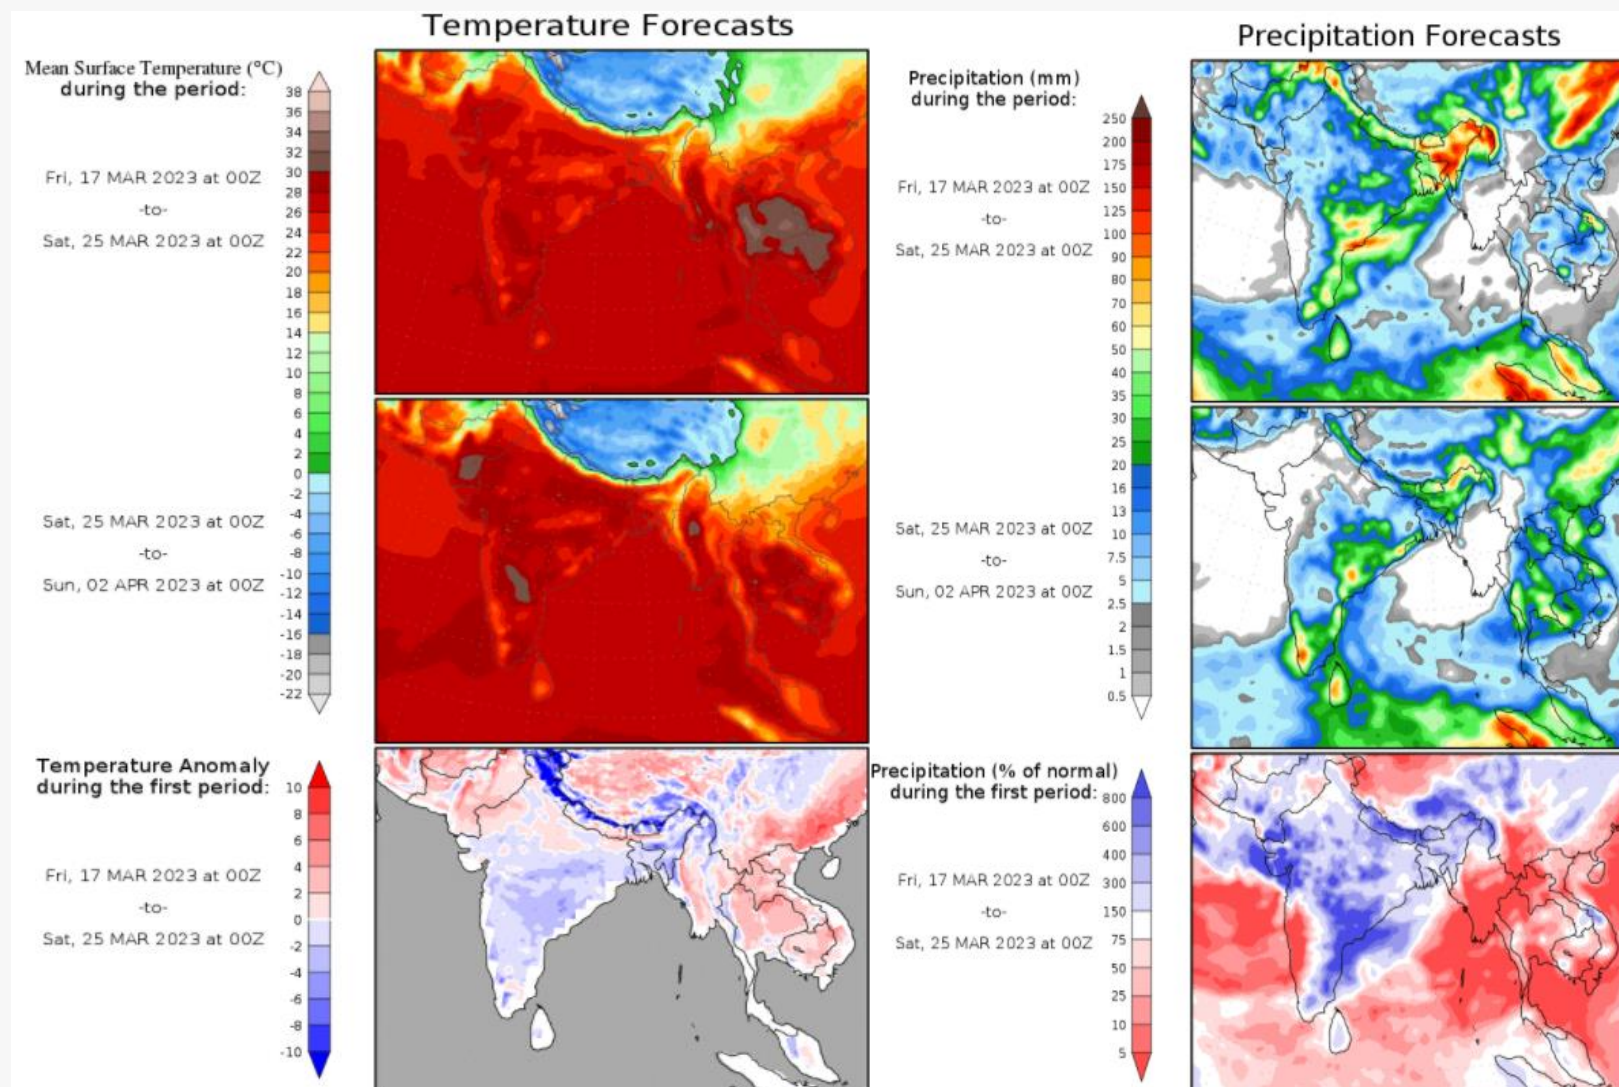 Temperature Forecasts
Mean Surface Temperature (°C)
during the period:
38
36
34
32
30
28
26
24
22
20
18
16
14
12
10
8
6
4
2
0
-2
-4
-6
-8
-10
-12
-14
-16
-18
-20
-22
Fri, 17 MAR 2023 at 00Z
-to-
Sat, 25 MAR 2023 at 00Z
Sat, 25 MAR 2023 at 00Z
-to-
Sun, 02 APR 2023 at 00Z
Temperature Anomaly
during the first period:
10
8
6
4
2
0
-2
-4
-6
-8
-10
Fri, 17 MAR 2023 at 00Z
-to-
Sat, 25 MAR 2023 at 00Z
Precipitation Forecasts
Precipitation (mm)
during the period:
250
200
175
150
125
100
90
80
70
60
50
40
35
30
25
20
16
13
10
7.5
5
2.5
2
1.5
1
0.5
Fri, 17 MAR 2023 at 00Z
-to-
Sat, 25 MAR 2023 at 00Z
Sat, 25 MAR 2023 at 00Z
-to-
Sun, 02 APR 2023 at 00Z
Precipitation (% of normal)
during the first period:
800
600
400
300
150
75
50
25
10
5
Fri, 17 MAR 2023 at 00Z
-to-
Sat, 25 MAR 2023 at 00Z